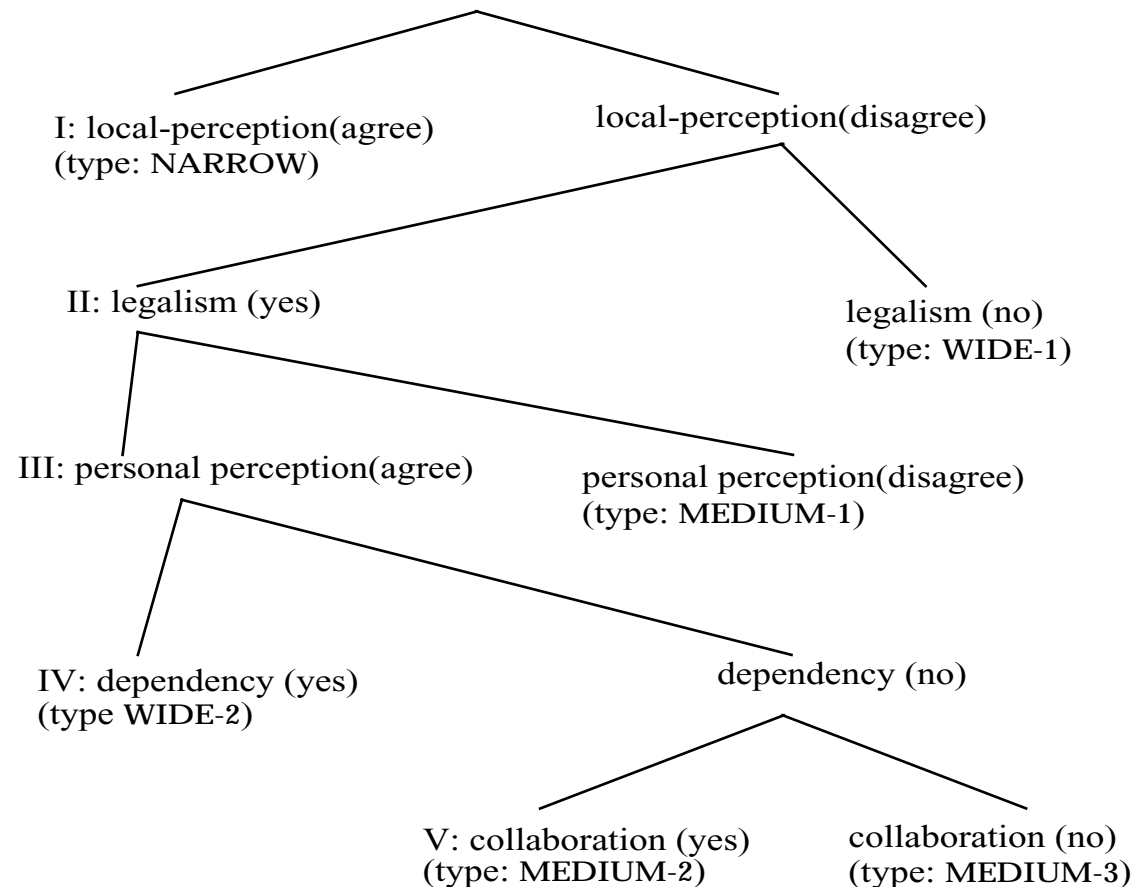 I: local-perception(agree)
(type: NARROW)
local-perception(disagree)
II: legalism (yes)
legalism (no)
(type: WIDE-1)
III: personal perception(agree)
personal perception(disagree)
(type: MEDIUM-1)
IV: dependency (yes)
(type WIDE-2)
dependency (no)
V: collaboration (yes)
(type: MEDIUM-2)
collaboration (no)
(type: MEDIUM-3)